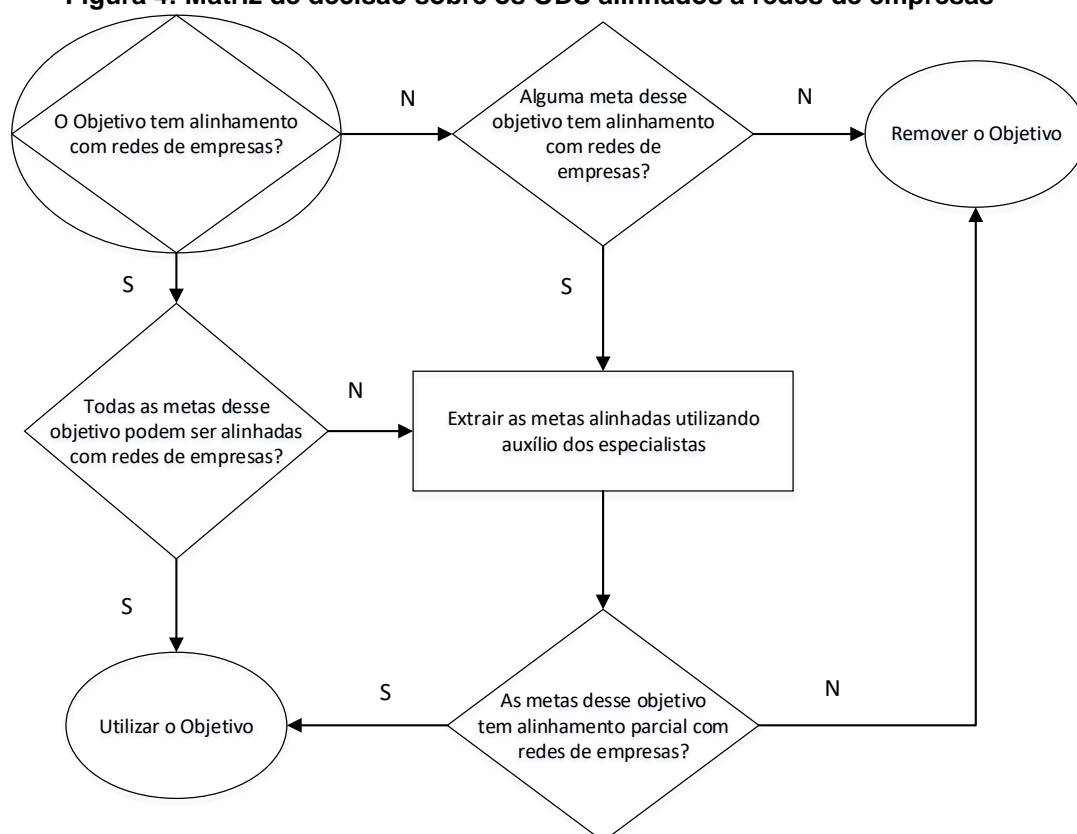 Figura 4: Matriz de decisão sobre os ODS alinhados a redes de empresas
O Objetivo tem alinhamento
com redes de empresas?
N
Alguma meta desse
objetivo tem alinhamento
com redes de
empresas?
N
Remover o Objetivo
S
S
Todas as metas desse
objetivo podem ser alinhadas
com redes de empresas?
N
Extrair as metas alinhadas utilizando
auxílio dos especialistas
S
Utilizar o Objetivo
S
As metas desse objetivo
tem alinhamento parcial com
redes de empresas?
N